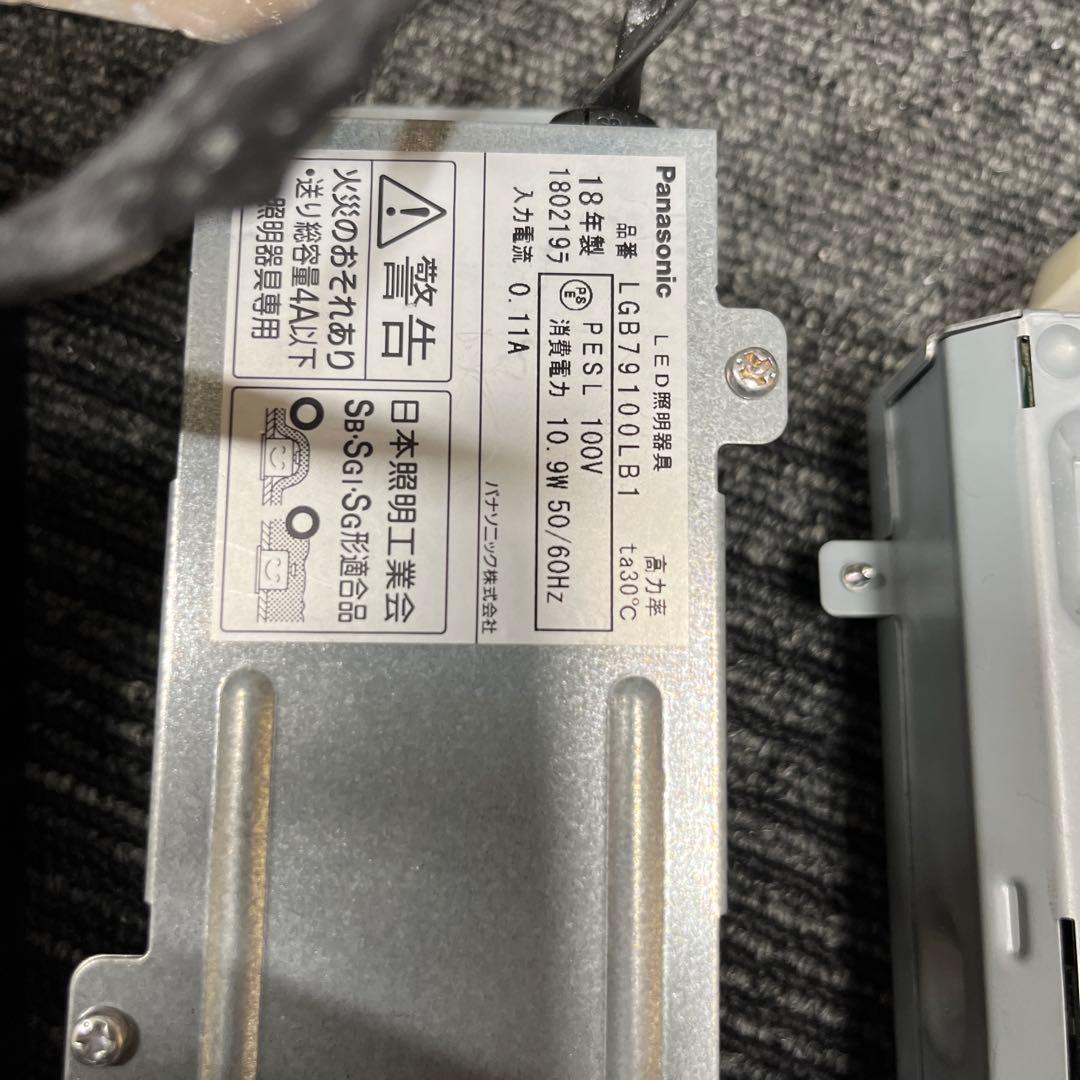 Panasonic LED照明器具 高力率
品番 LGB79100LB1 ta30℃
18年製 PS E PESL 100V
1802195 消費電力 10.9W 50/60Hz
入力電流 0.11A
パナソニック株式会社
警告
火災のおそれあり
・送り総容量4A以下
照明器具専用
日本照明工業会
SB・SGI・SG形適合品